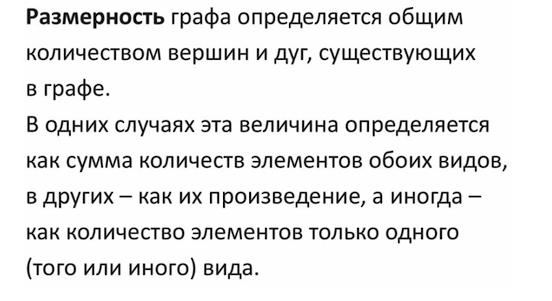 Размерность графа определяется общим
количеством вершин и дуг, существующих
в графе.
В одних случаях эта величина определяется
как сумма количеств элементов обоих видов,
в других – как их произведение, а иногда –
как количество элементов только одного
(того или иного) вида.